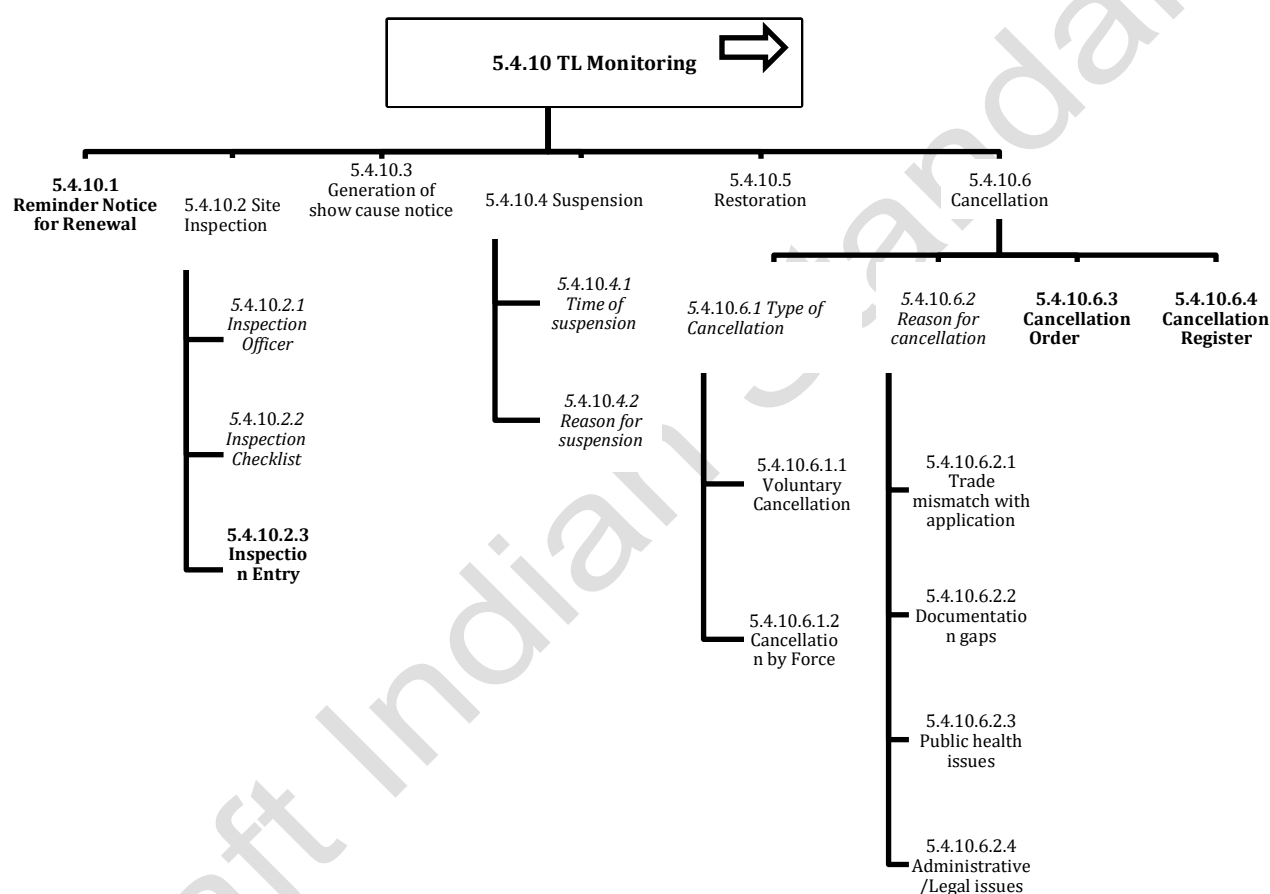 5.4.10 TL Monitoring
5.4.10.1
Reminder Notice
for Renewal
5.4.10.2 Site
Inspection
5.4.10.3
Generation of
show cause notice
5.4.10.4 Suspension
5.4.10.5
Restoration
5.4.10.6
Cancellation
5.4.10.2.1
Inspection
Officer
5.4.10.2.2
Inspection
Checklist
5.4.10.2.3
Inspectio
n Entry
5.4.10.4.1
Time of
suspension
5.4.10.4.2
Reason for
suspension
5.4.10.6.1 Type of
Cancellation
5.4.10.6.2
Reason for
cancellation
5.4.10.6.3
Cancellation
Order
5.4.10.6.4
Cancellation
Register
5.4.10.6.1.1
Voluntary
Cancellation
5.4.10.6.1.2
Cancellatio
n by Force
5.4.10.6.2.1
Trade
mismatch with
application
5.4.10.6.2.2
Documentatio
n gaps
5.4.10.6.2.3
Public health
issues
5.4.10.6.2.4
Administrative
/Legal issues
Indian